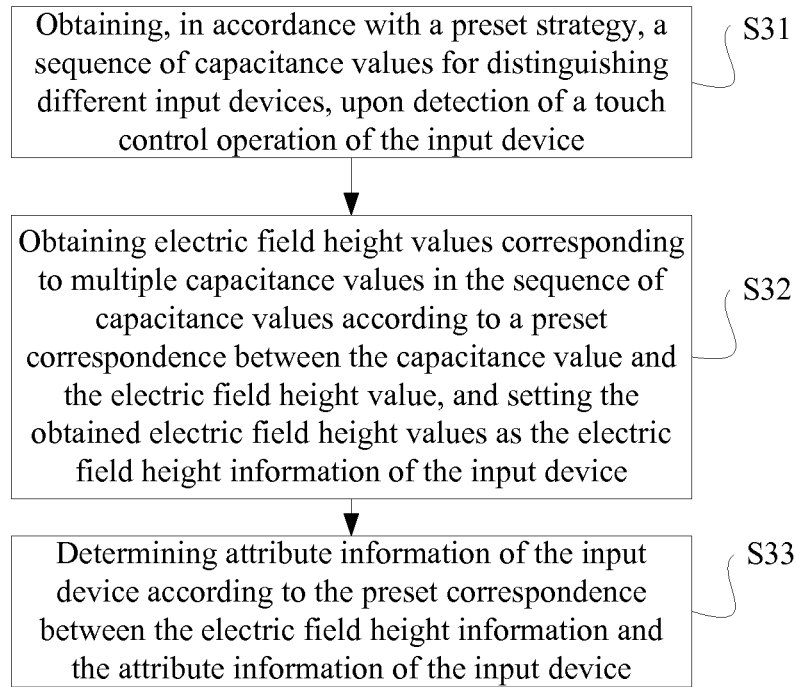 Obtaining, in accordance with a preset strategy, a
sequence of capacitance values for distinguishing
different input devices, upon detection of a touch
control operation of the input device
S31
Obtaining electric field height values corresponding
to multiple capacitance values in the sequence of
capacitance values according to a preset
correspondence between the capacitance value and
the electric field height value, and setting the
obtained electric field height values as the electric
field height information of the input device
S32
Determining attribute information of the input
device according to the preset correspondence
between the electric field height information and
the attribute information of the input device
S33